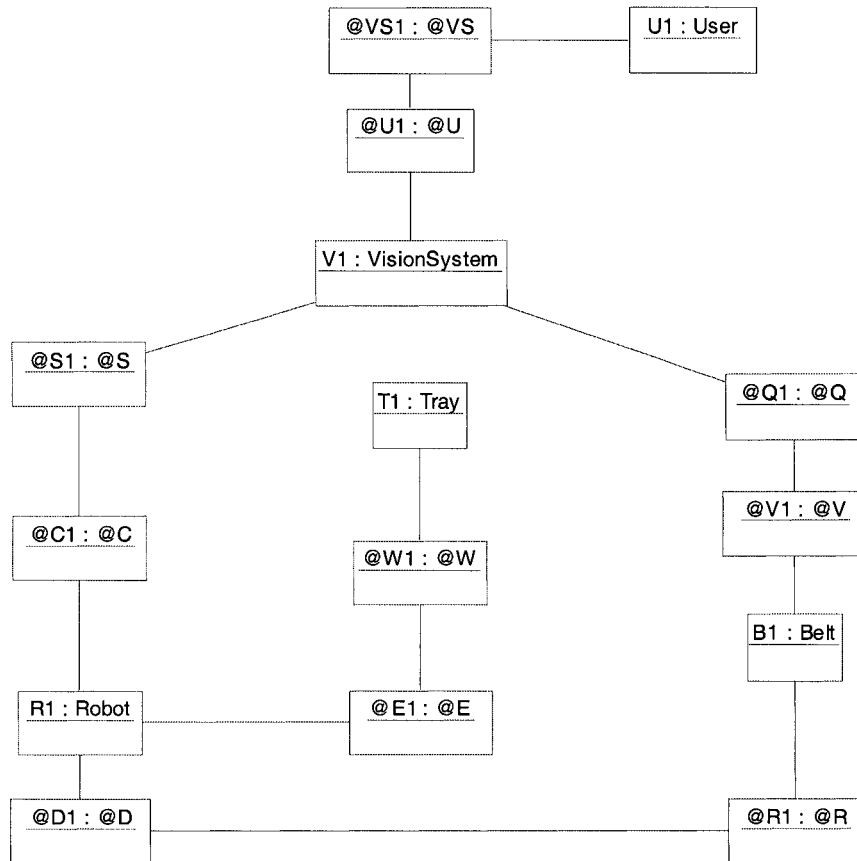 @VS1 : @VS
U1 : User
@U1 : @U
V1 : VisionSystem
@S1 : @S
T1 : Tray
@Q1 : @Q
@V1 : @V
@C1 : @C
@W1 : @W
B1 : Belt
R1 : Robot
@E1 : @E
@D1 : @D
@R1 : @R